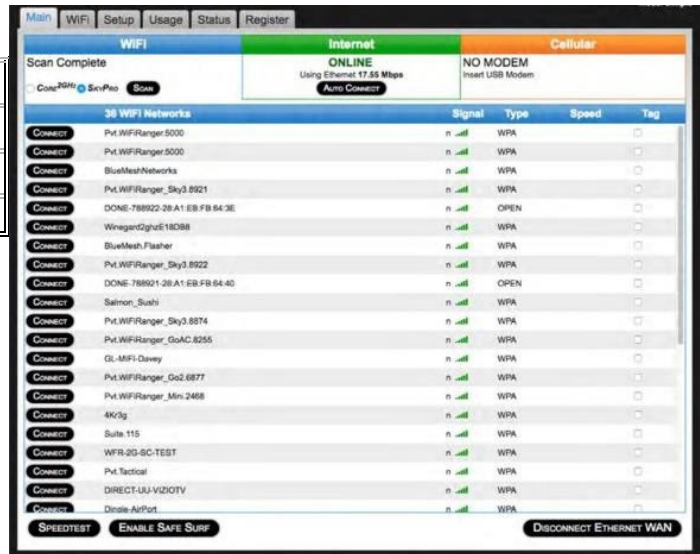 Main WiFi Setup Usage Status Register
WiFi Internet Cellular
Scan Complete ONLINE NO MODEM
Using Ethernet 17.55 Mbps Insert USB Modem
Core2GHz SkyPro SCAN AUTO CONNECT
36 WiFi Networks Signal Type Speed Tag
CONNECT Pvt.WiFiRanger.5000 n WPA
CONNECT Pvt.WiFiRanger.5000 n WPA
CONNECT BlueMeshNetworks n WPA
CONNECT Pvt.WiFiRanger_Sky3.8921 n WPA
CONNECT DONE-788922-28:A1:EB:FB:64:3E n OPEN
CONNECT Winegard2ghzE18DB8 n WPA
CONNECT BlueMesh.Flasher n WPA
CONNECT Pvt.WiFiRanger_Sky3.8922 n WPA
CONNECT DONE-788921-28:A1:EB:FB:64:40 n OPEN
CONNECT Salmon_Sushi n WPA
CONNECT Pvt.WiFiRanger_Sky3.8874 n WPA
CONNECT Pvt.WiFiRanger_GoAC.8255 n WPA
CONNECT GL-MiFi-Davey n WPA
CONNECT Pvt.WiFiRanger_Go2.6877 n WPA
CONNECT Pvt.WiFiRanger_Mini.2468 n WPA
CONNECT 4Kr3g n WPA
CONNECT Suite.115 n WPA
CONNECT WFR-2G-SC-TEST n WPA
CONNECT Pvt.Tactical n WPA
CONNECT DIRECT-UU-VIZIOTV n WPA
CONNECT Dingle-AirPort n WPA
SPEEDTEST ENABLE SAFE SURF DISCONNECT ETHERNET WAN